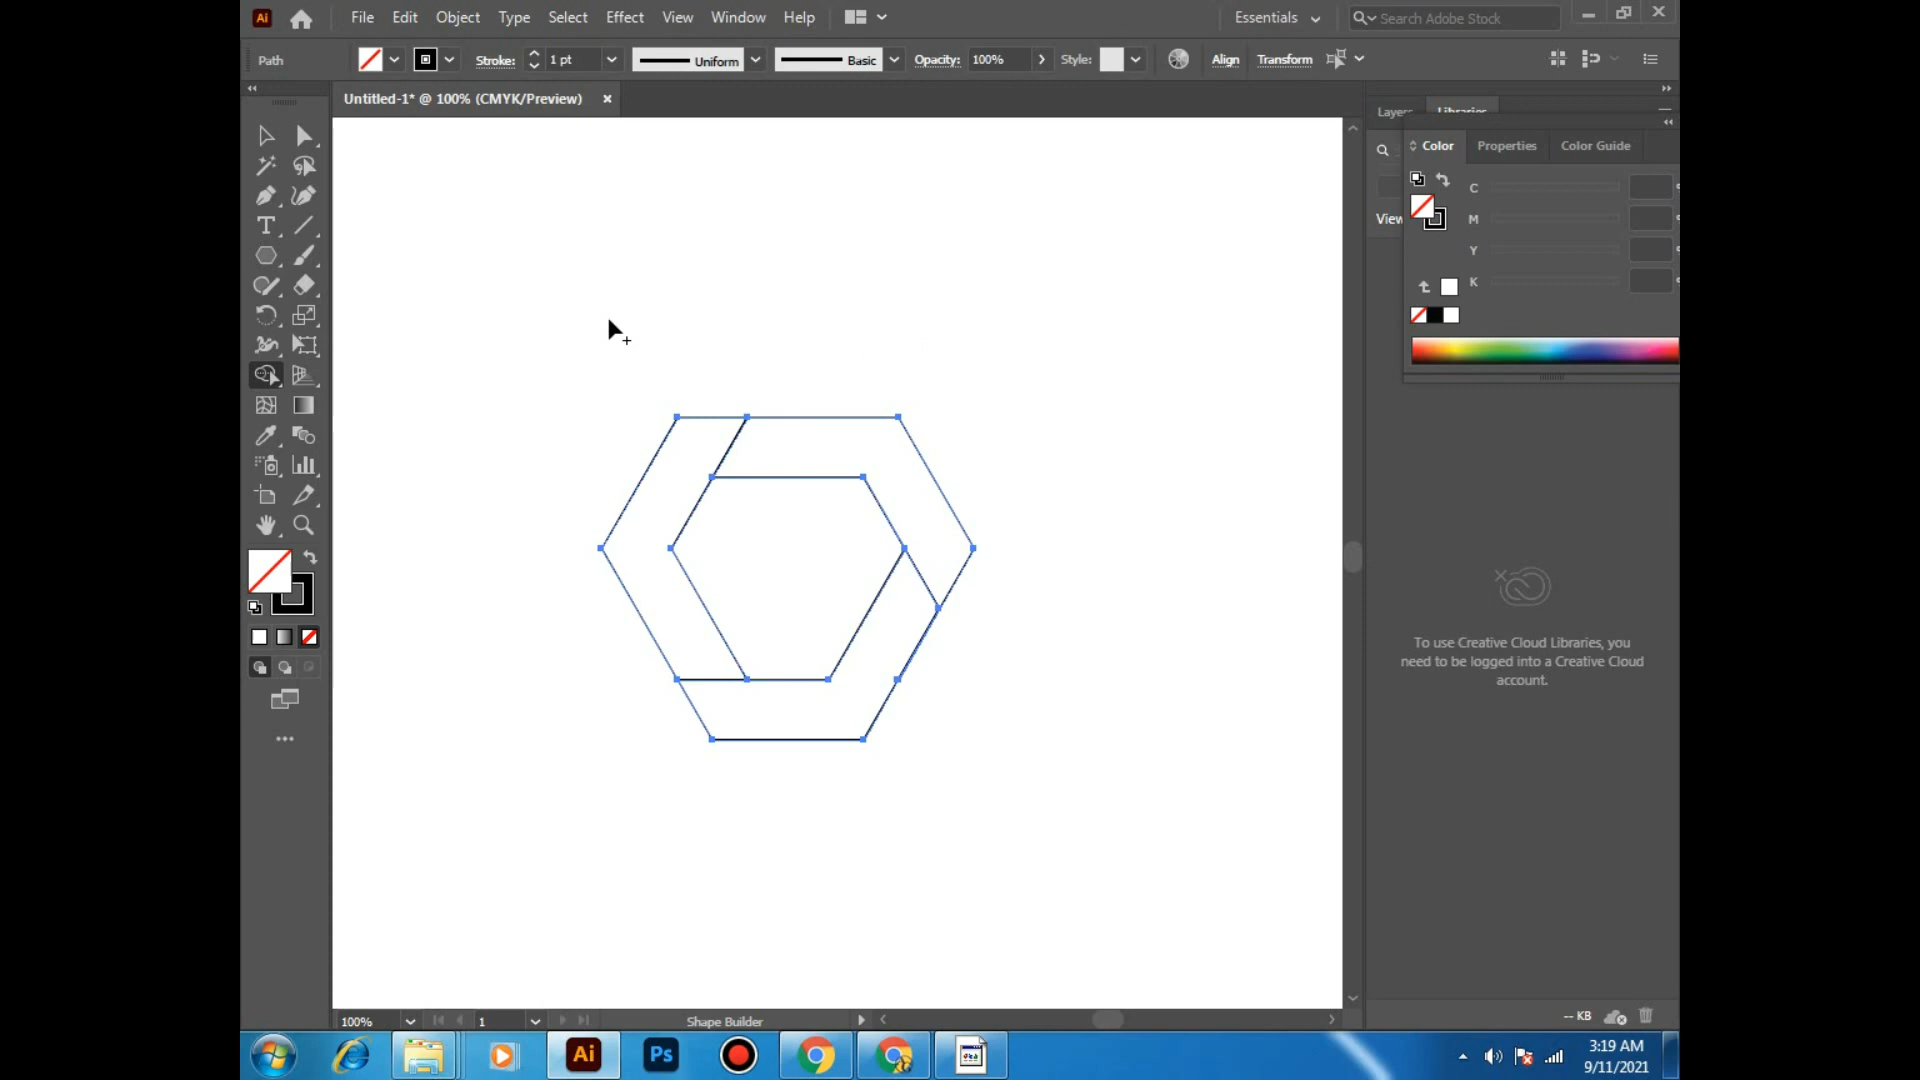 Ai File Edit Object Type Select Effect View Window Help Essentials Search Adobe Stock
Path Stroke: 1 pt Uniform Basic Opacity: 100% Style: Align Transform
Untitled-1* @ 100% (CMYK/Preview)
Libraries
Color Properties Color Guide
C
M
View
Y
K
T
To use Creative Cloud Libraries, you
need to be logged into a Creative Cloud
account.
-- KB
100% 1 Shape Builder
Ai Ps
3:19 AM
9/11/2021